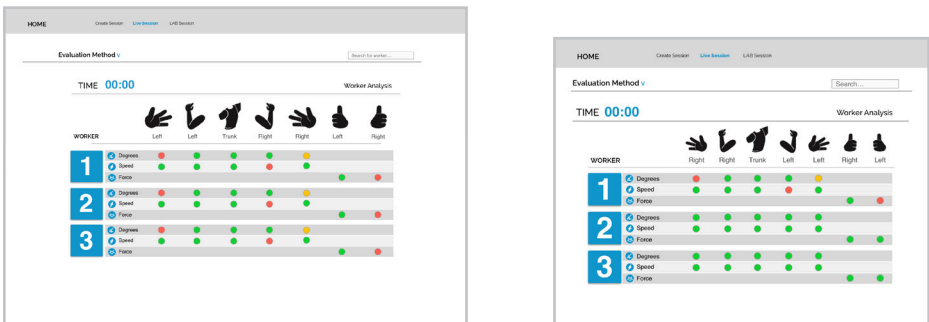 HOME Create Session Live Session LAB Session
Evaluation Method v Search for worker...
TIME 00:00 Worker Analysis
WORKER Left Left Trunk Right Right Left Right
1 Degrees
Speed
Force
2 Degrees
Speed
Force
3 Degrees
Speed
Force
HOME Create Session Live Session LAB Session
Evaluation Method v Search...
TIME 00:00 Worker Analysis
WORKER Right Right Trunk Left Left Right Left
1 Degrees
Speed
Force
2 Degrees
Speed
Force
3 Degrees
Speed
Force